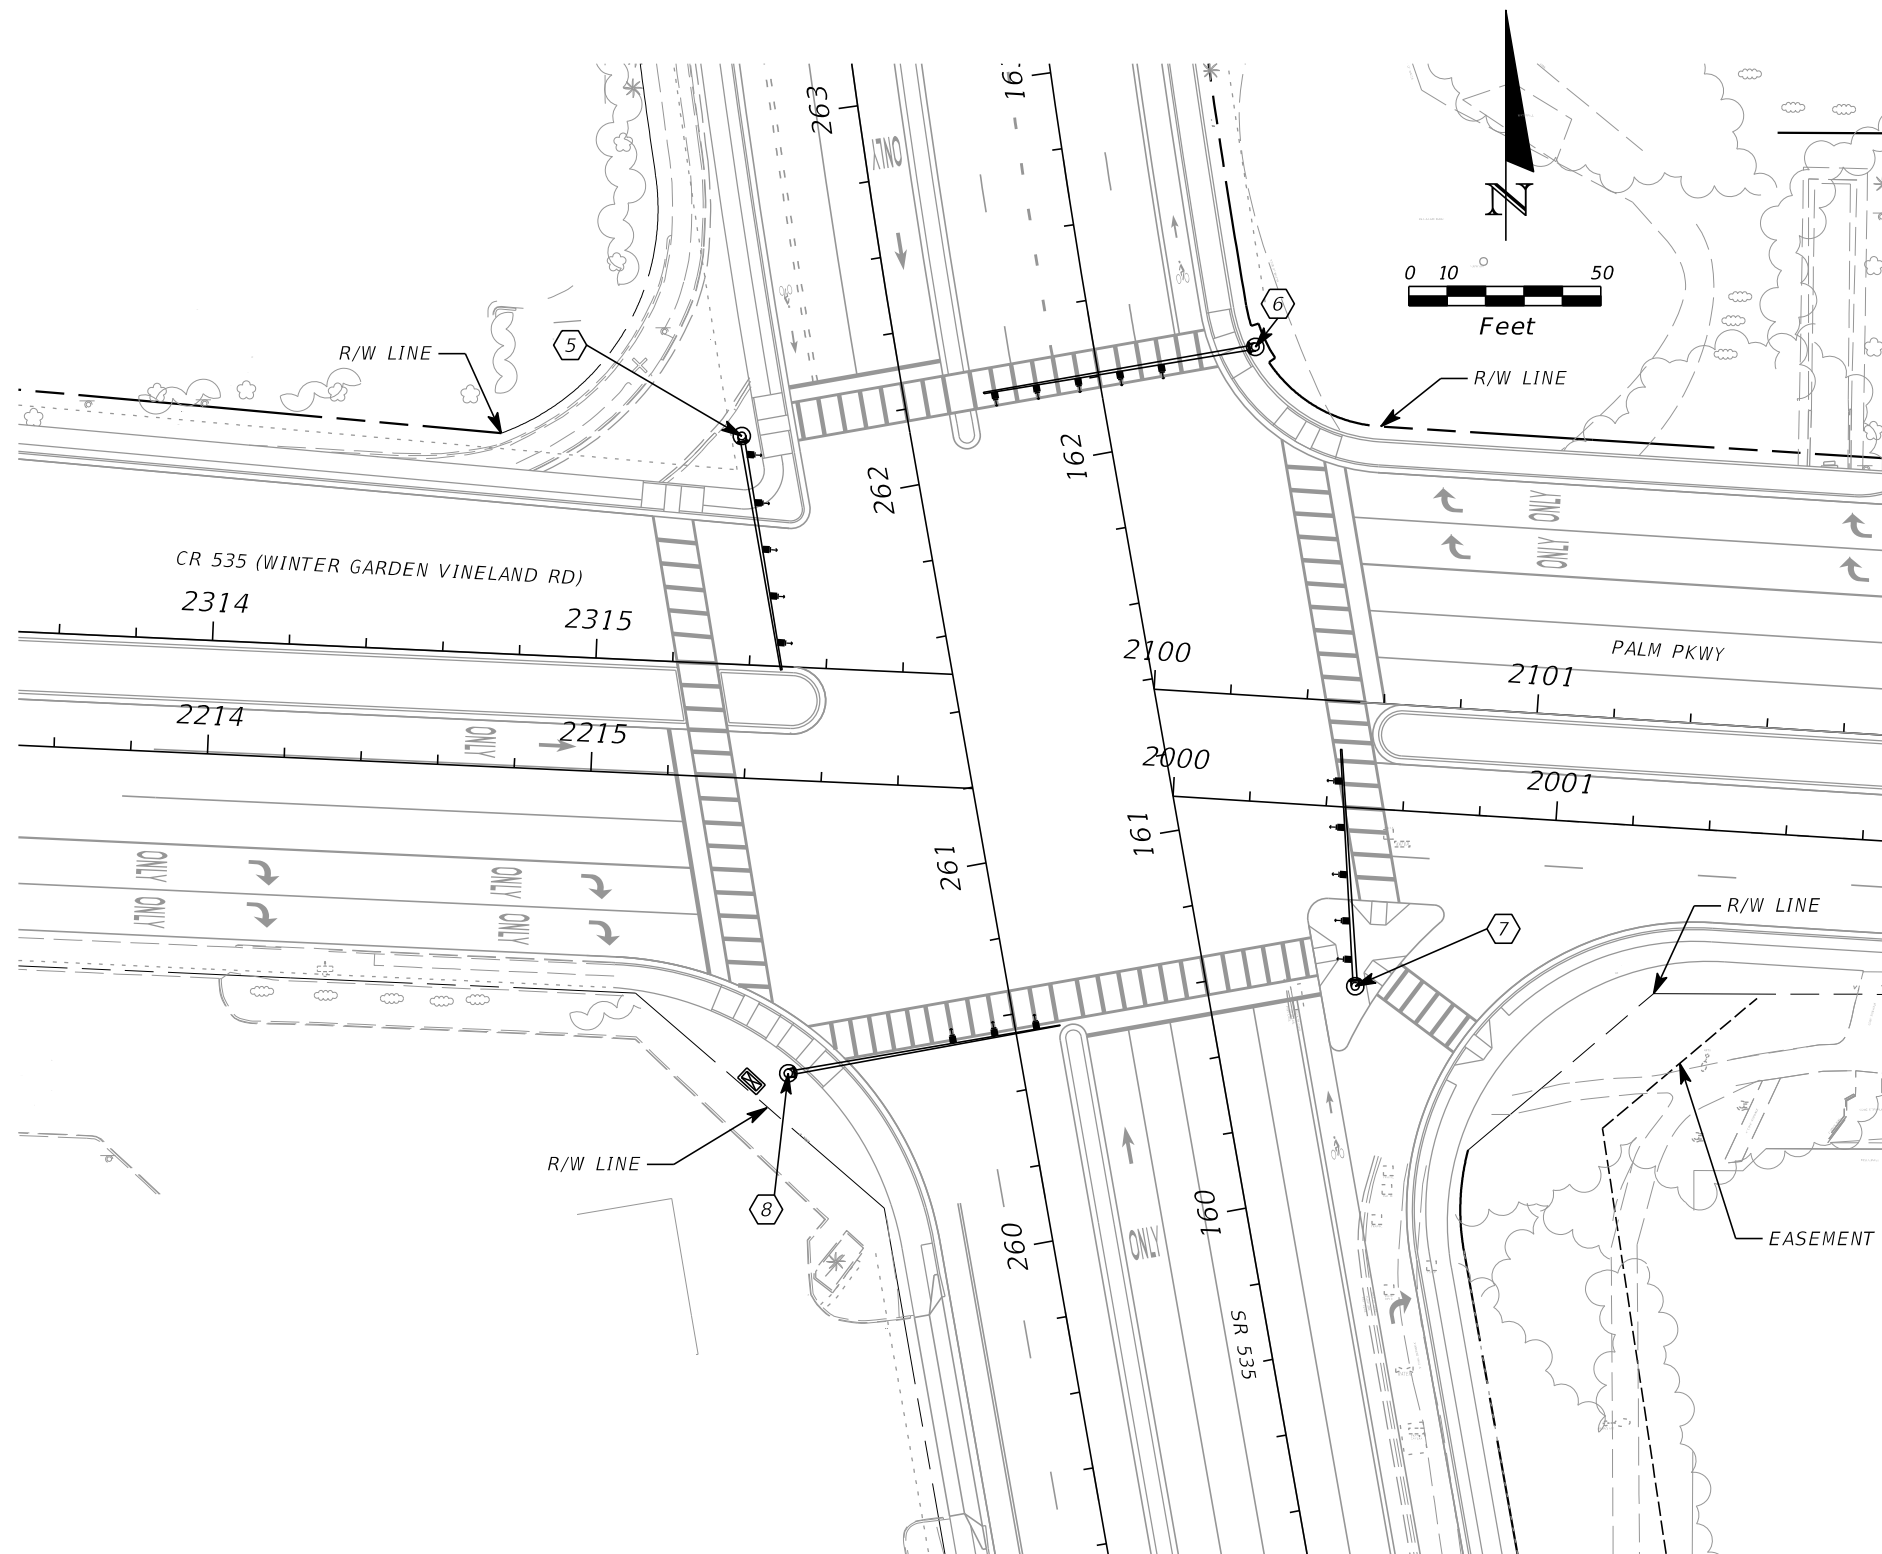 263
16
ONLY
N
0 10 50
Feet
6
5
R/W LINE
R/W LINE
162
262
ONLY
ONLY
CR 535 (WINTER GARDEN VINELAND RD)
2314
2315
2100
PALM PKWY
2101
2214
2215
ONLY
2000
2001
161
261
ONLY
ONLY
ONLY
ONLY
R/W LINE
7
R/W LINE
8
160
260
ONLY
EASEMENT
SR 535